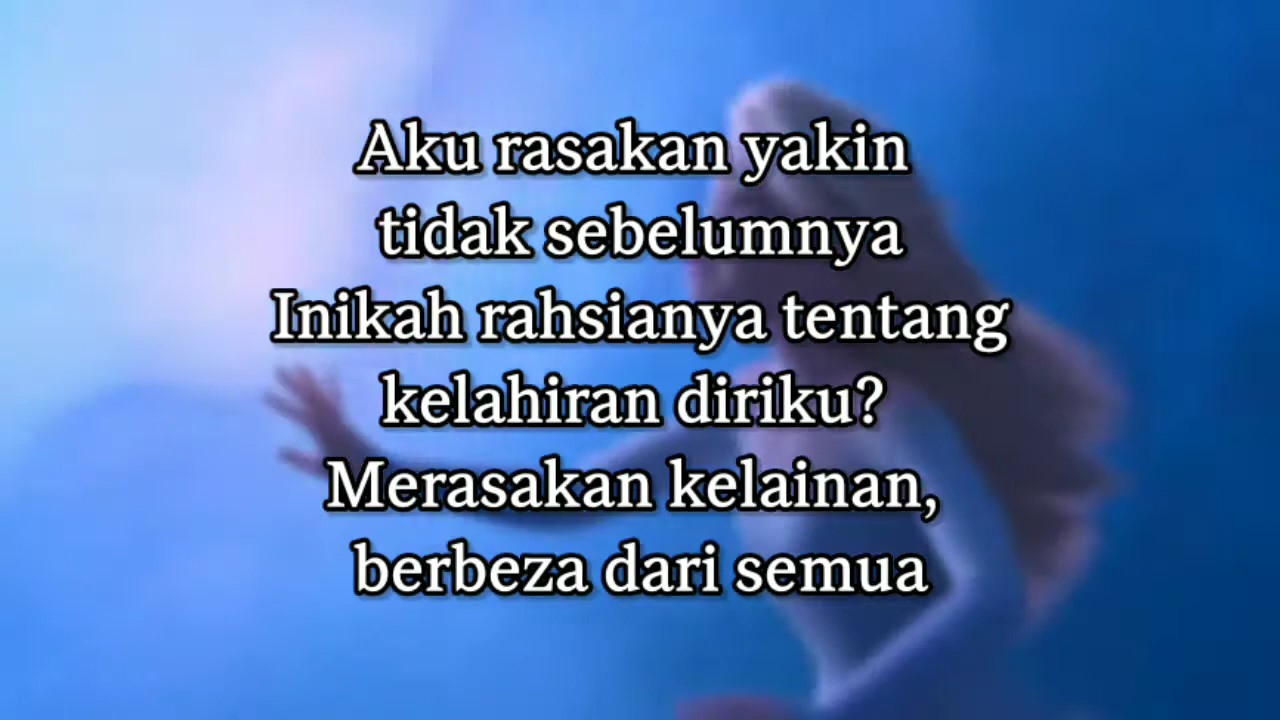 Aku rasakan yakin
tidak sebelumnya
Inikah rahsianya tentang
kelahiran diriku?
Merasakan kelainan,
berbeza dari semua